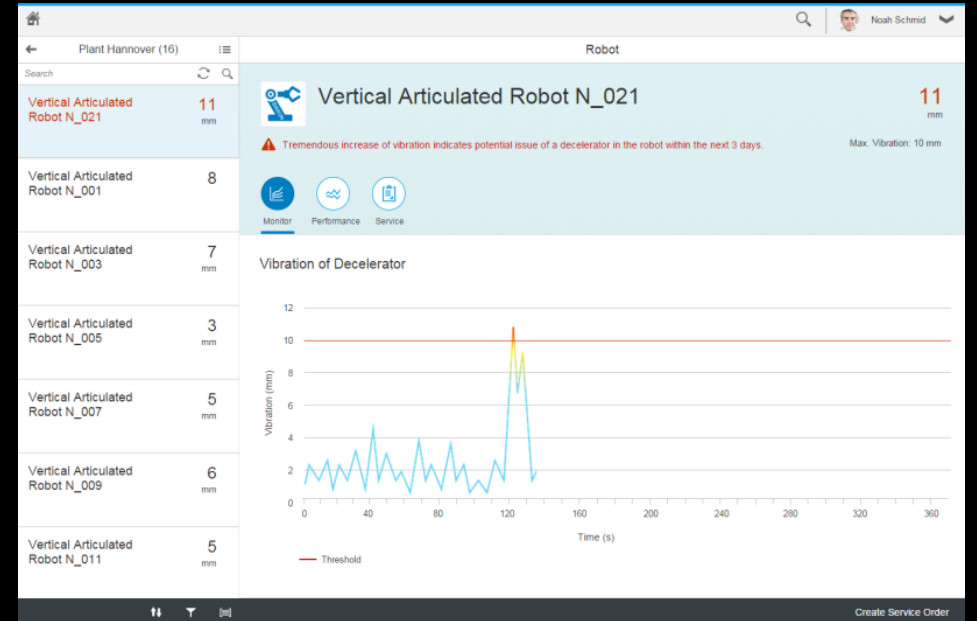 Noah Schmid
Plant Hannover (16)
Robot
Search
Vertical Articulated
Robot N_021
11
mm
Vertical Articulated
Robot N_001
8
Vertical Articulated
Robot N_003
7
mm
Vertical Articulated
Robot N_005
3
mm
Vertical Articulated
Robot N_007
5
mm
Vertical Articulated
Robot N_009
6
mm
Vertical Articulated
Robot N_011
5
mm
Vertical Articulated Robot N_021
11
mm
Tremendous increase of vibration indicates potential issue of a decelerator in the robot within the next 3 days.
Max. Vibration: 10 mm
Monitor
Performance
Service
Vibration of Decelerator
Vibration (mm)
12
10
8
6
4
2
0
0 40 80 120 160 200 240 280 320 360
Time (s)
Threshold
Create Service Order